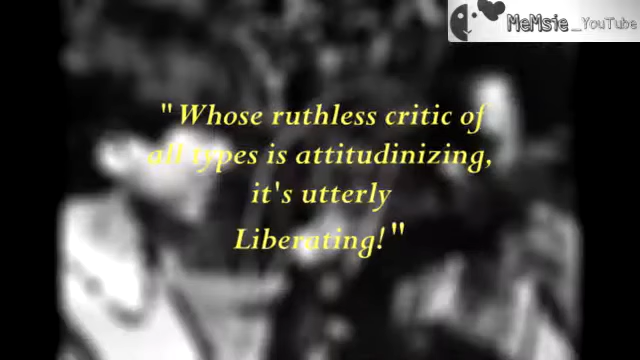 MeMsie_YouTube
"Whose ruthless critic of
all types is attitudinizing,
it's utterly
Liberating!"